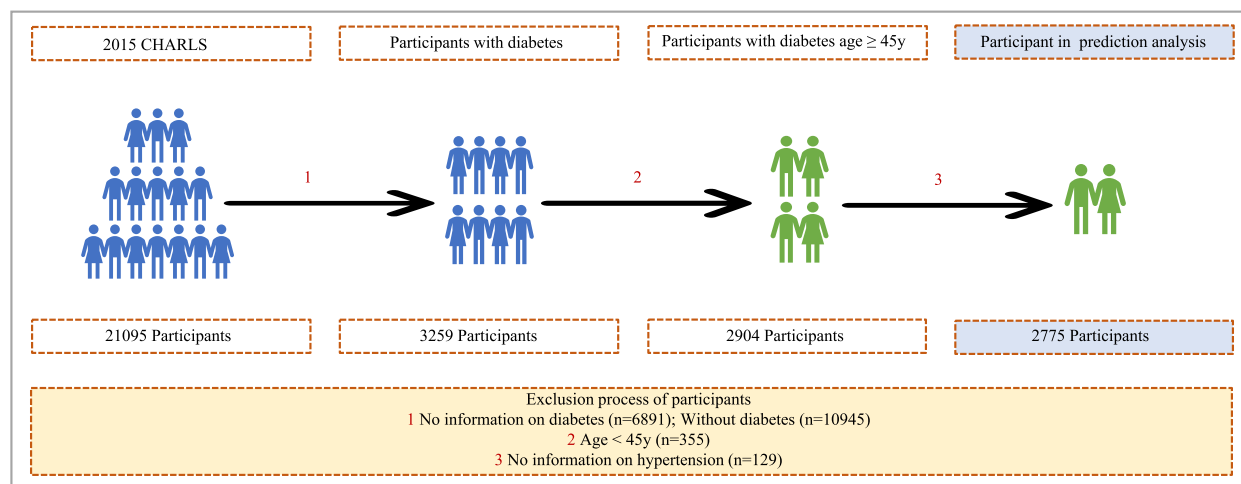 2015 CHARLS
Participants with diabetes
Participants with diabetes age ≥ 45y
Participant in prediction analysis
1
2
3
21095 Participants
3259 Participants
2904 Participants
2775 Participants
Exclusion process of participants
1 No information on diabetes (n=6891); Without diabetes (n=10945)
2 Age < 45y (n=355)
3 No information on hypertension (n=129)